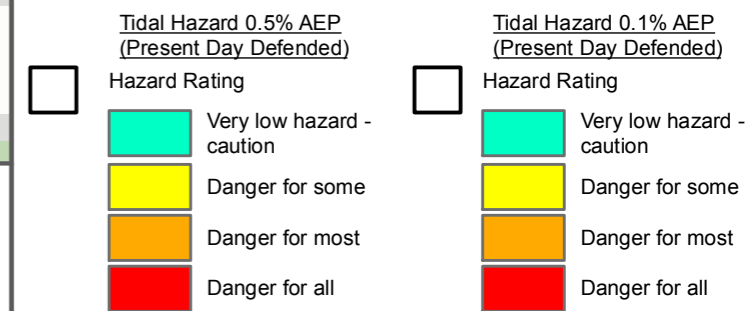 Tidal Hazard 0.5% AEP
(Present Day Defended)
Hazard Rating
Very low hazard -
caution
Danger for some
Danger for most
Danger for all
Tidal Hazard 0.1% AEP
(Present Day Defended)
Hazard Rating
Very low hazard -
caution
Danger for some
Danger for most
Danger for all